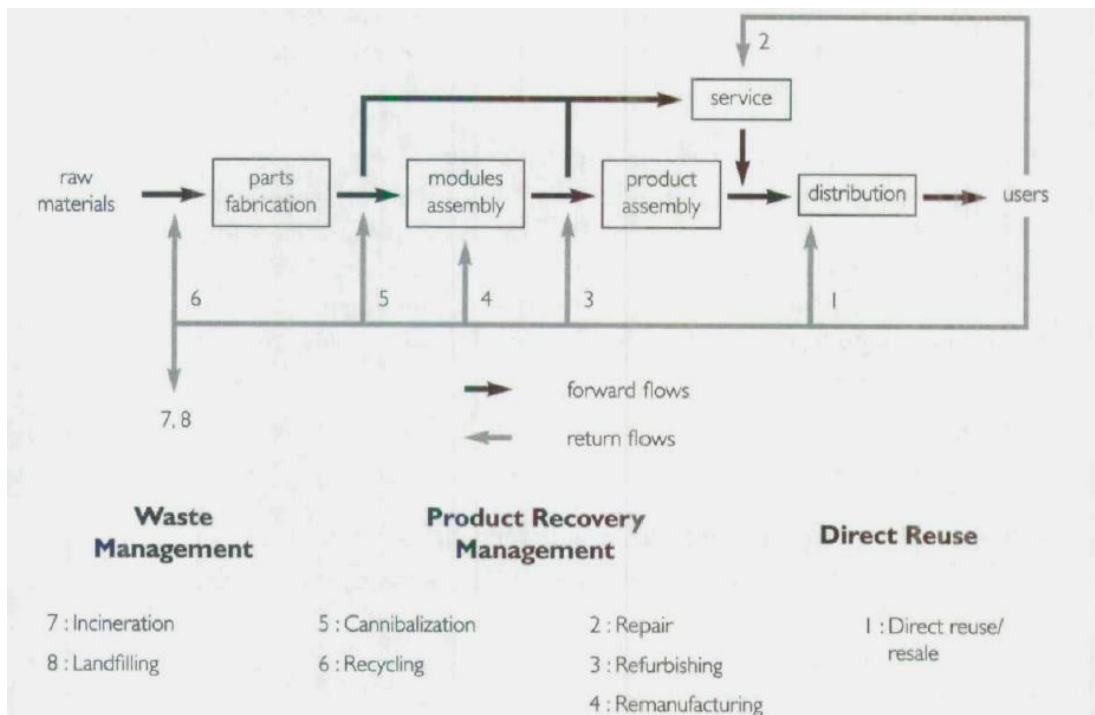 2
service
raw
materials
parts
fabrication
modules
assembly
product
assembly
distribution
users
6
5
4
3
1
7, 8
forward flows
return flows
Waste
Management
Product Recovery
Management
Direct Reuse
7 : Incineration
8 : Landfilling
5 : Cannibalization
6 : Recycling
2 : Repair
3 : Refurbishing
4 : Remanufacturing
1 : Direct reuse/
resale